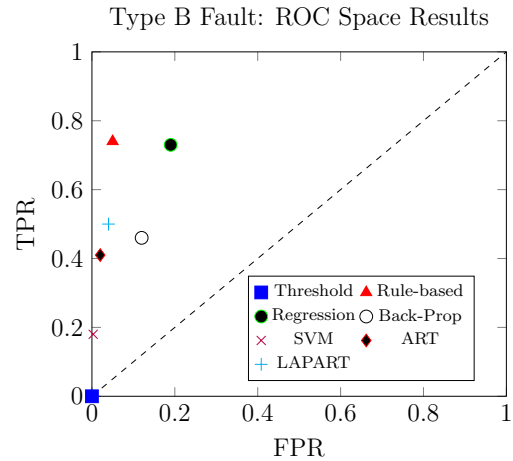 Type B Fault: ROC Space Results
1
0.8
0.6
0.4
0.2
0
TPR
Threshold Rule-based
Regression Back-Prop
SVM ART
LAPART
0 0.2 0.4 0.6 0.8 1
FPR